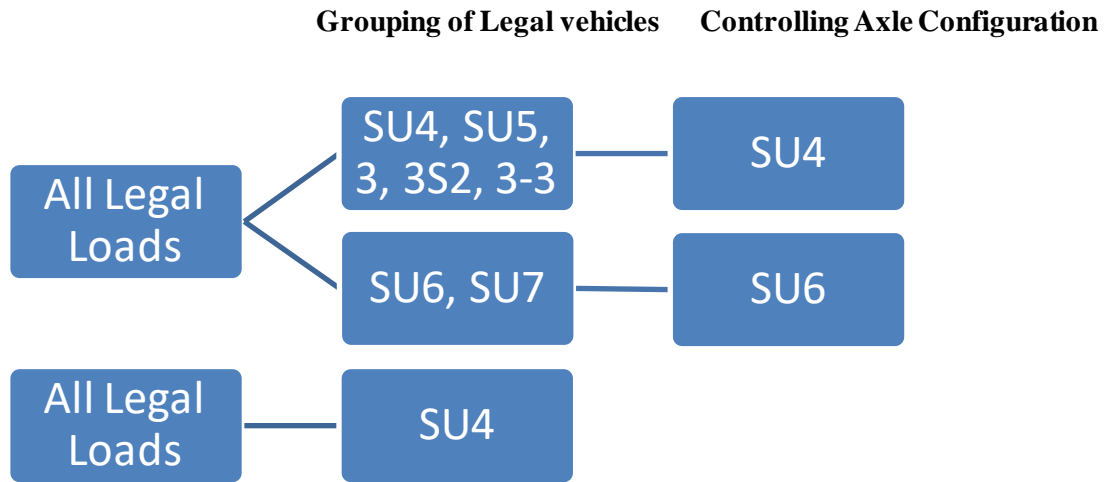 Grouping of Legal vehicles
Controlling Axle Configuration
All Legal
Loads
SU4, SU5,
3, 3S2, 3-3
SU4
SU6, SU7
SU6
All Legal
Loads
SU4